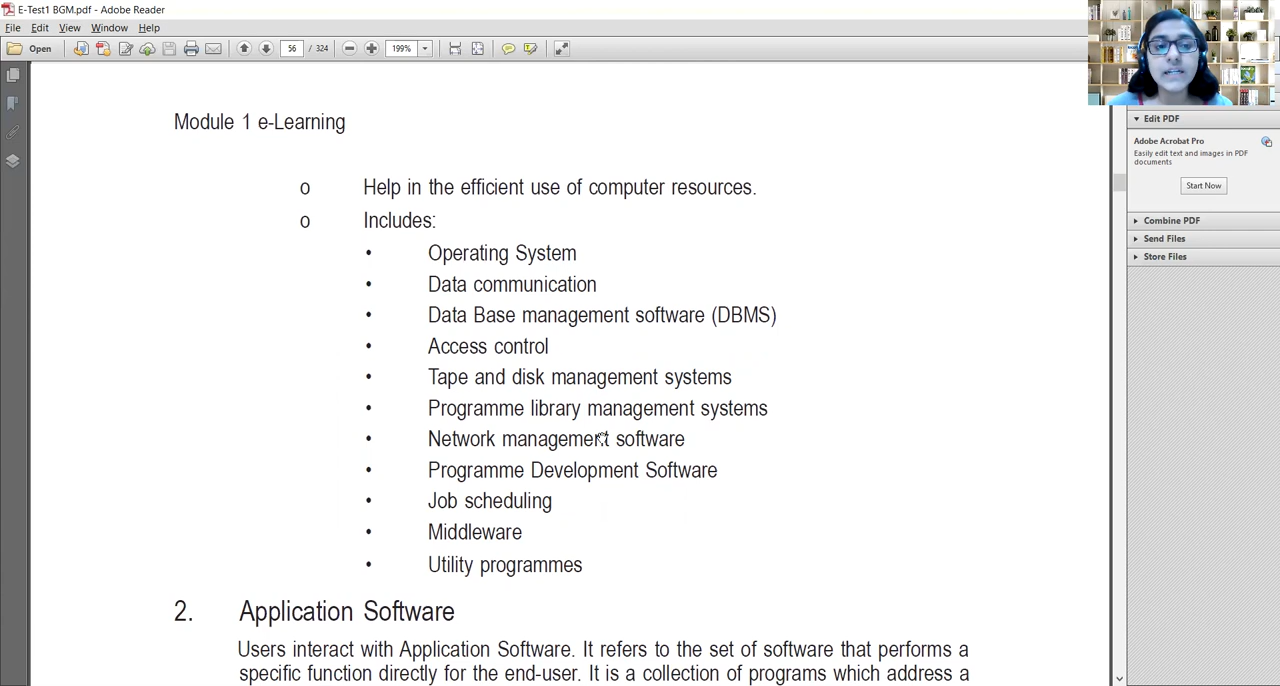 E-Test1 BGM.pdf - Adobe Reader
File Edit View Window Help
Open 56 / 324 199%
Module 1 e-Learning
o Help in the efficient use of computer resources.
o Includes:
• Operating System
• Data communication
• Data Base management software (DBMS)
• Access control
• Tape and disk management systems
• Programme library management systems
• Network management software
• Programme Development Software
• Job scheduling
• Middleware
• Utility programmes
2. Application Software
Users interact with Application Software. It refers to the set of software that performs a
specific function directly for the end-user. It is a collection of programs which address a
Edit PDF
Adobe Acrobat Pro
Easily edit text and images in PDF
documents
Start Now
Combine PDF
Send Files
Store Files